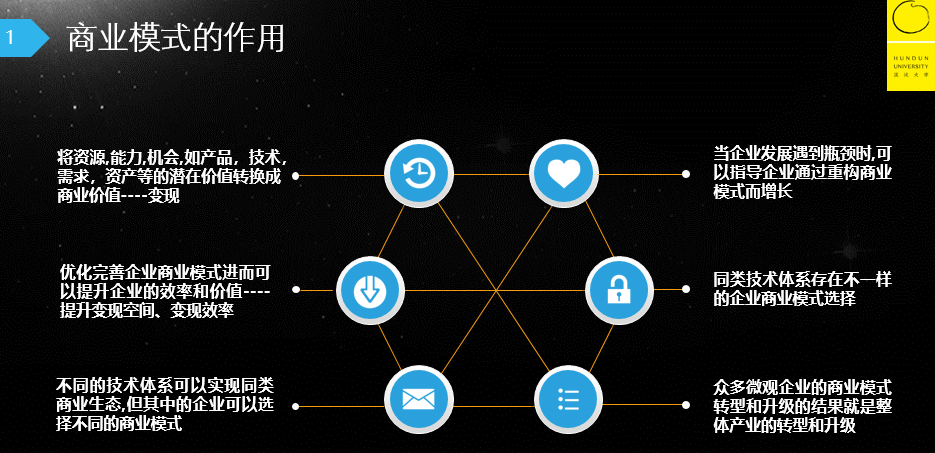 1
商业模式的作用
HUNDUN
UNIVERSITY
混沌大学
将资源,能力,机会,如产品，技术，
需求，资产等的潜在价值转换成
商业价值----变现
当企业发展遇到瓶颈时,可
以指导企业通过重构商业
模式而增长
优化完善企业商业模式进而可
以提升企业的效率和价值----
提升变现空间、变现效率
同类技术体系存在不一样
的企业商业模式选择
不同的技术体系可以实现同类
商业生态,但其中的企业可以选
择不同的商业模式
众多微观企业的商业模式
转型和升级的结果就是整
体产业的转型和升级